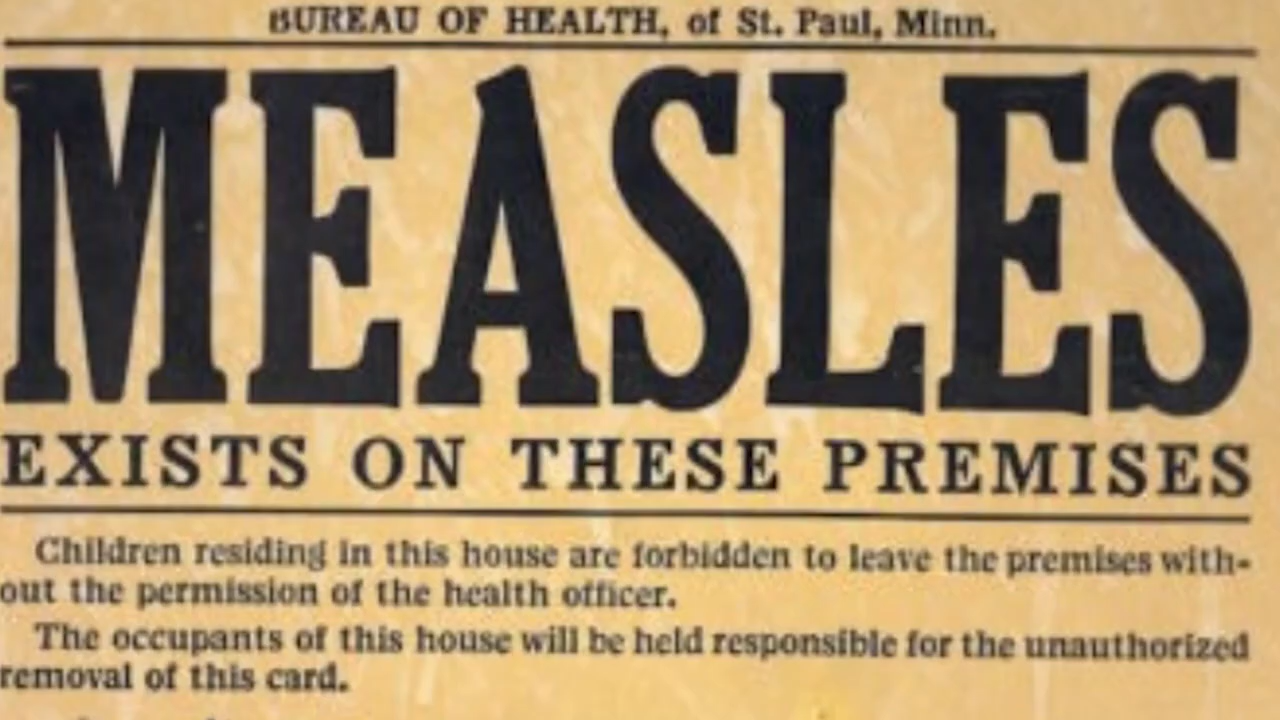 BUREAU OF HEALTH, of St. Paul, Minn.
MEASLES
EXISTS ON THESE PREMISES
Children residing in this house are forbidden to leave the premises with-
out the permission of the health officer.
The occupants of this house will be held responsible for the unauthorized
removal of this card.